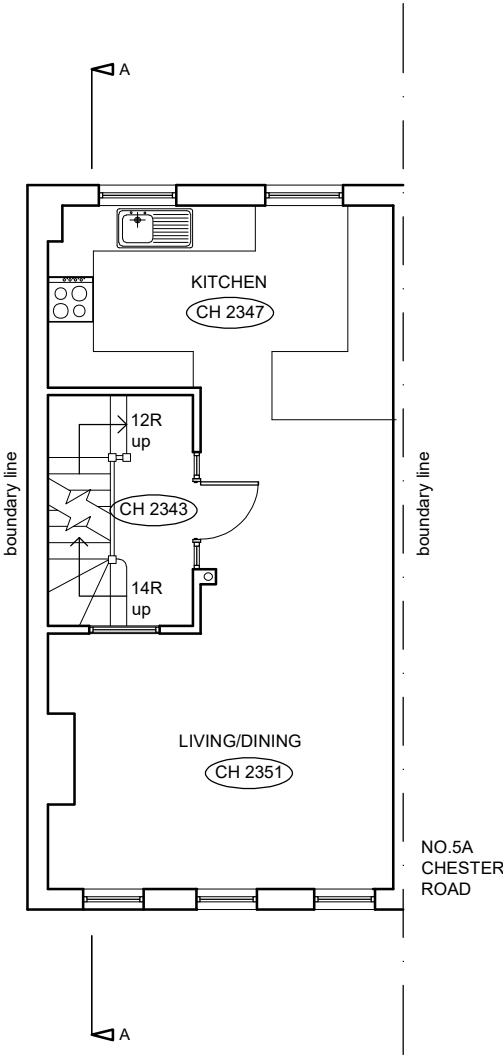 A
KITCHEN
CH 2347
12R
up
boundary line
boundary line
CH 2343
14R
up
LIVING/DINING
CH 2351
NO.5A
CHESTER
ROAD
A